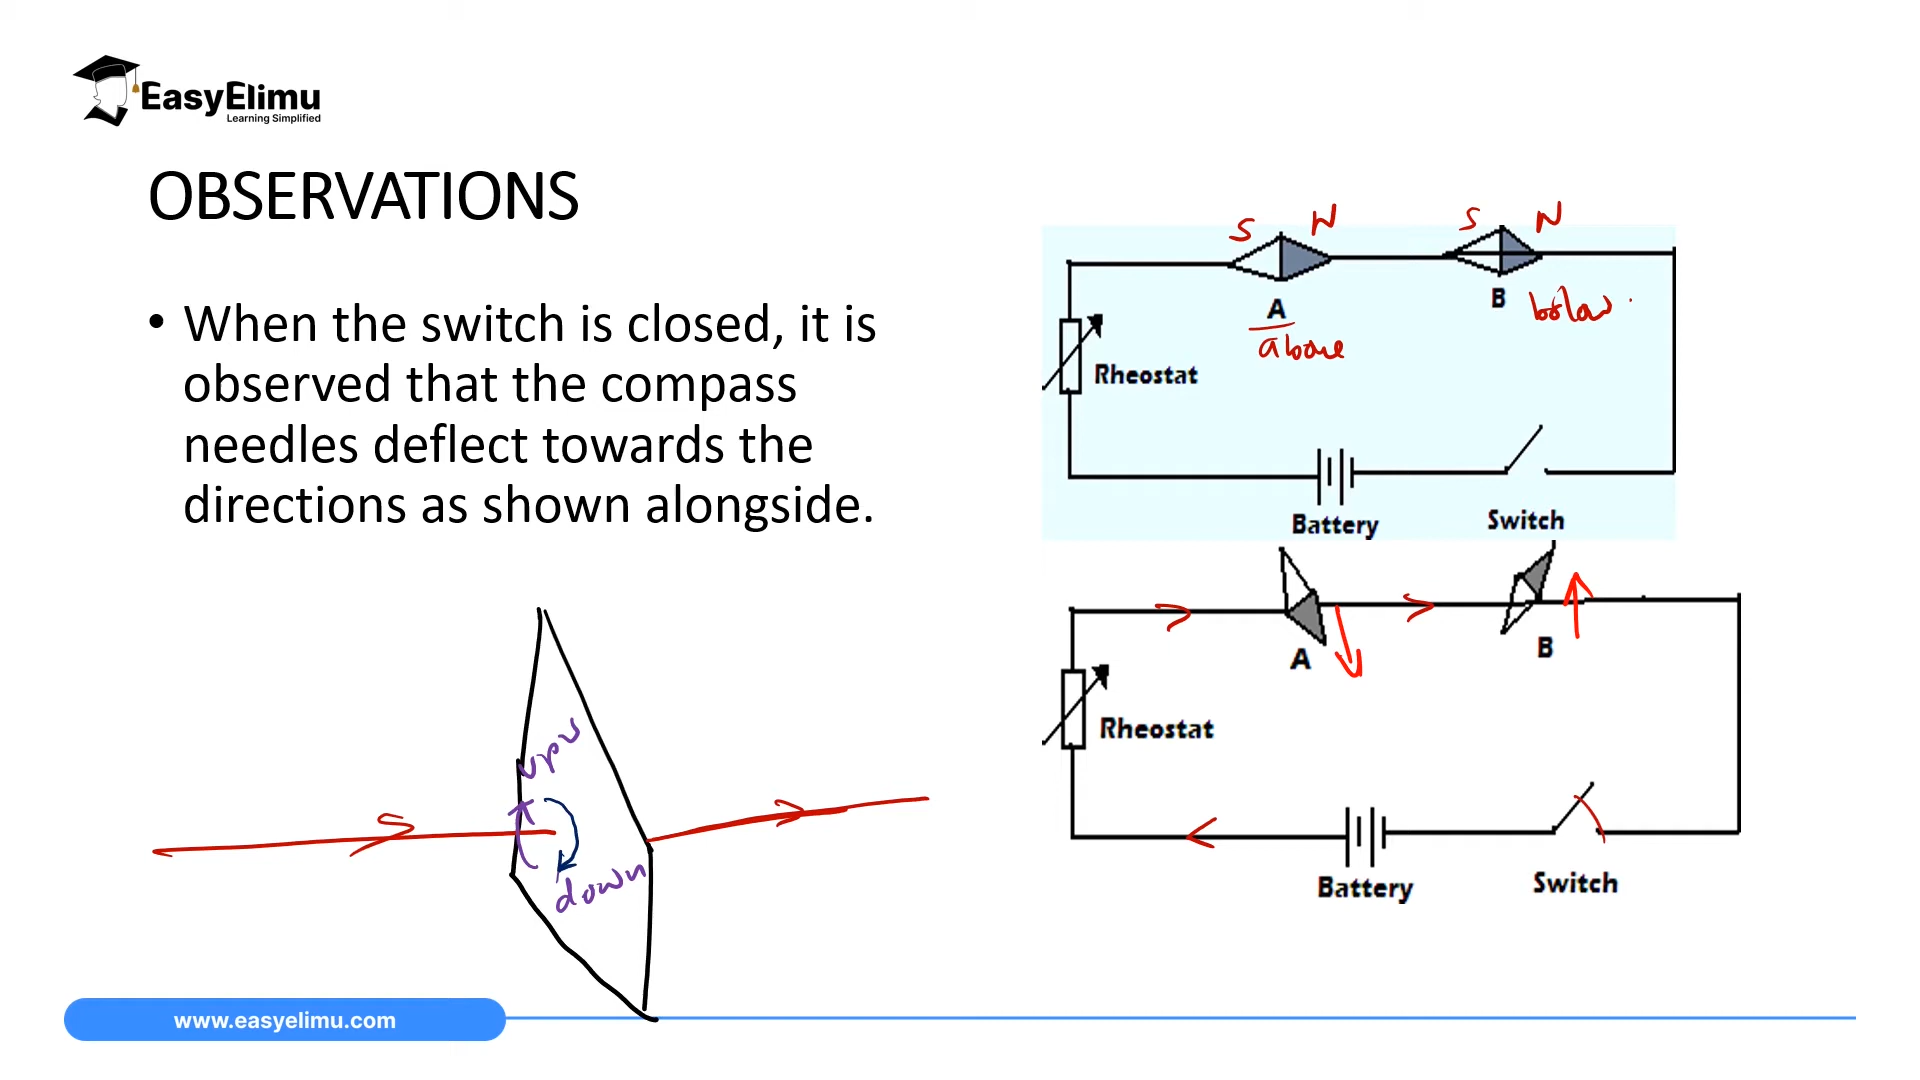 EasyElimu
Learning Simplified
OBSERVATIONS
• When the switch is closed, it is
observed that the compass
needles deflect towards the
directions as shown alongside.
S N S N
A B below
above
Rheostat
Battery Switch
A B
Rheostat
Battery Switch
down
www.easyelimu.com